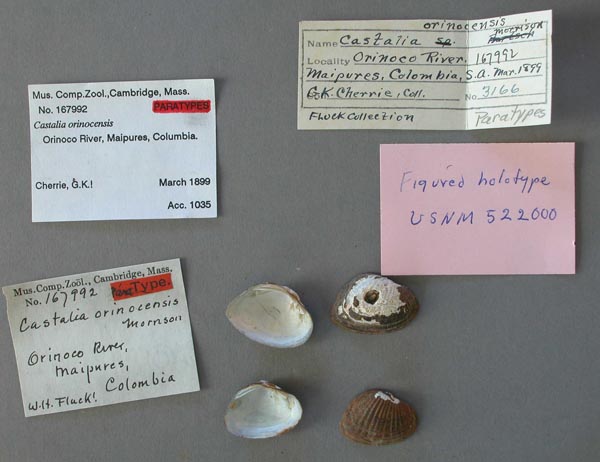 Mus. Comp.Zool.,Cambridge, Mass.
No. 167992 PARATYPES
Castalia orinocensis
Orinoco River, Maipures, Columbia.
Cherrie, G.K.! March 1899
Acc. 1035
orinocensis
Name Castalia sp. Morrison
Locality Orinoco River. 167992
Maipures, Colombia, S.A. Mar. 1899
G.K. Cherrie, Coll. No. 3166
Fluck Collection Paratypes
Figured holotype
USNM 522000
Mus.Comp.Zoöl., Cambridge, Mass.
No. 167992 Para Type.
Castalia orinocensis
Morrison
Orinoco River,
Maipures,
Colombia
W.H. Fluck!